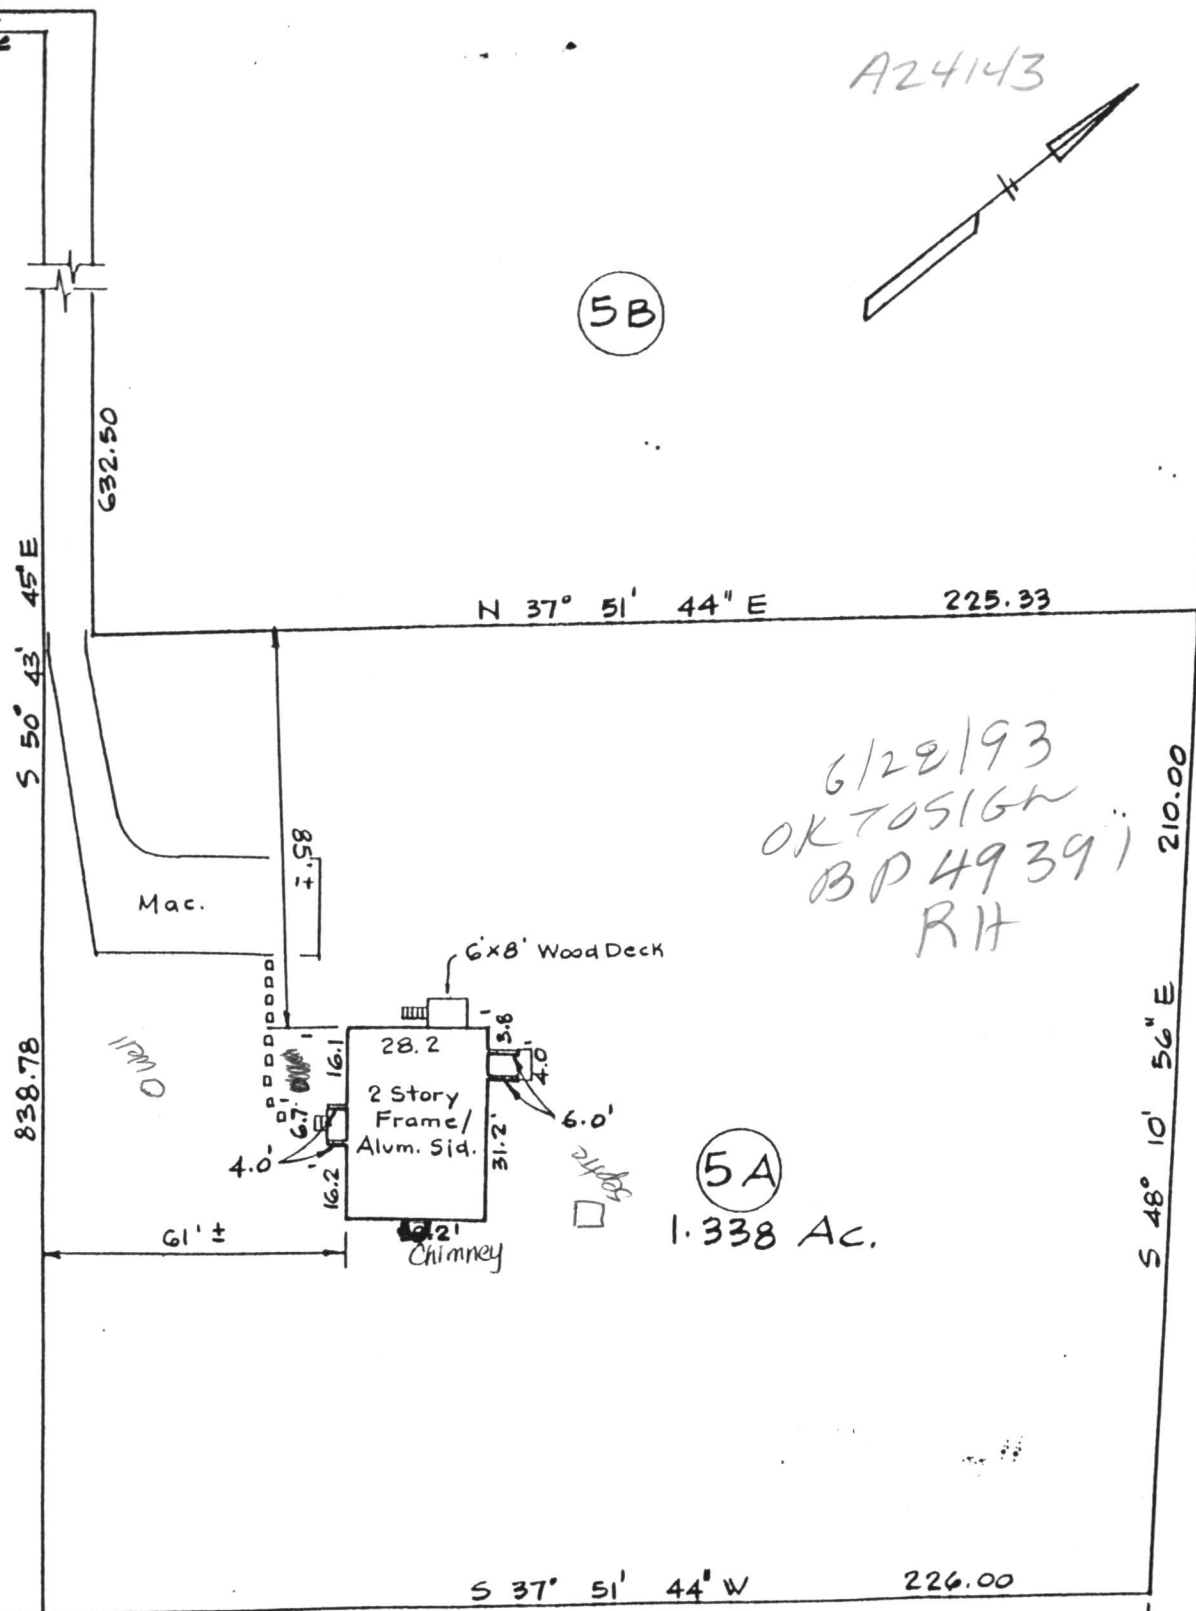 A24143
5B
632.50
N 37° 51' 44" E 225.33
S 50° 43' 45" E
838.78
6/28/93
OK TO SIGN
BP 49391
RH
210.00
S 48° 10' 56" E
Mac.
6'x8' Wood Deck
28.2
16.1'
3.8'
4.0'
6.0'
2 Story
Frame/
Alum. Sid.
6.7'
4.0'
16.2'
31.2'
Well
Septic
5A
1.338 Ac.
61' ±
Chimney
S 37° 51' 44" W 226.00